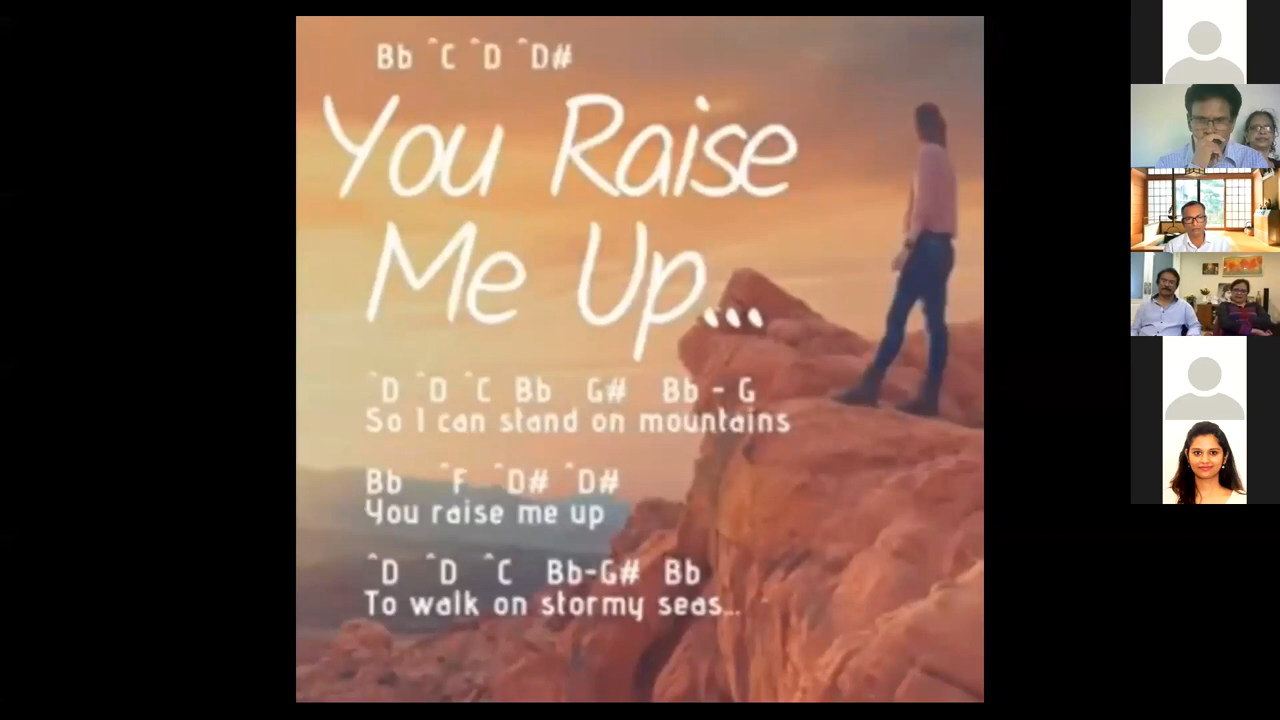 Bb ^C ^D ^D#
You Raise
Me Up...
^D ^D ^C Bb G# Bb - G
So I can stand on mountains
Bb ^F ^D# ^D#
You raise me up
^D ^D ^C Bb-G# Bb
To walk on stormy seas...